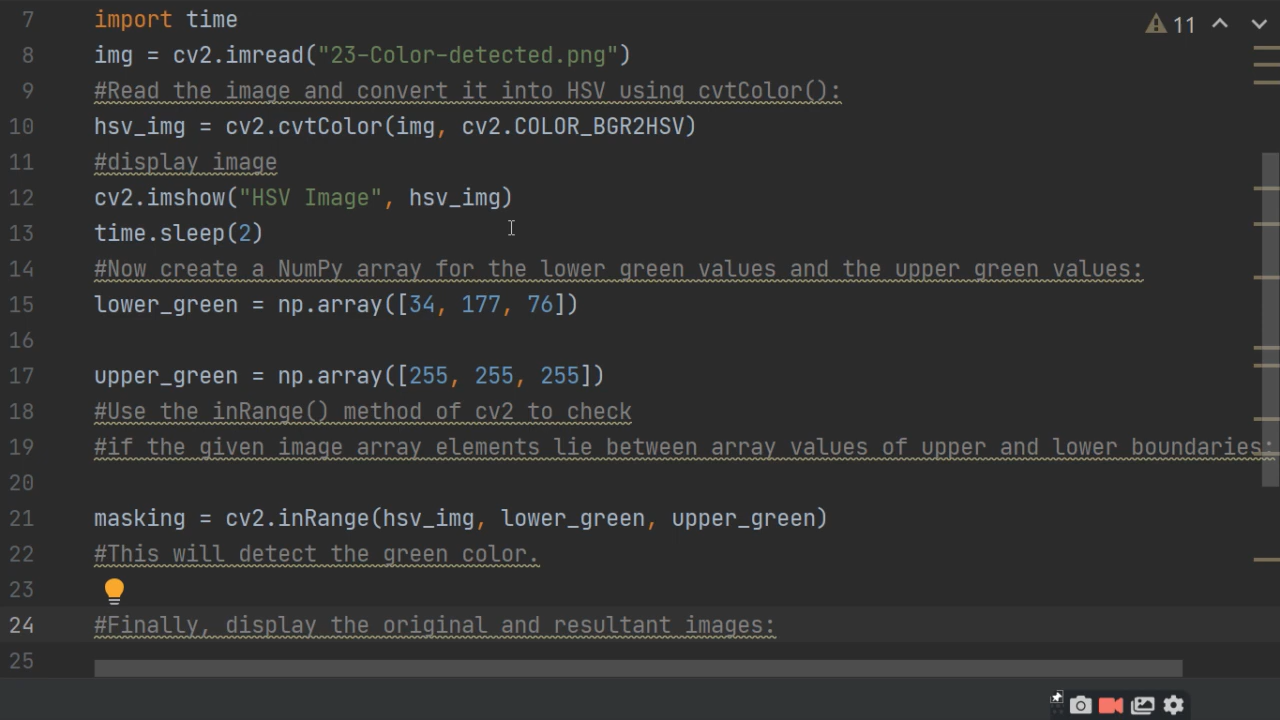 11
7 import time
8 img = cv2.imread("23-Color-detected.png")
9 #Read the image and convert it into HSV using cvtColor():
10 hsv_img = cv2.cvtColor(img, cv2.COLOR_BGR2HSV)
11 #display image
12 cv2.imshow("HSV Image", hsv_img)
13 time.sleep(2)
14 #Now create a NumPy array for the lower green values and the upper green values:
15 lower_green = np.array([34, 177, 76])
16
17 upper_green = np.array([255, 255, 255])
18 #Use the inRange() method of cv2 to check
19 #if the given image array elements lie between array values of upper and lower boundaries:
20
21 masking = cv2.inRange(hsv_img, lower_green, upper_green)
22 #This will detect the green color.
23
24 #Finally, display the original and resultant images:
25